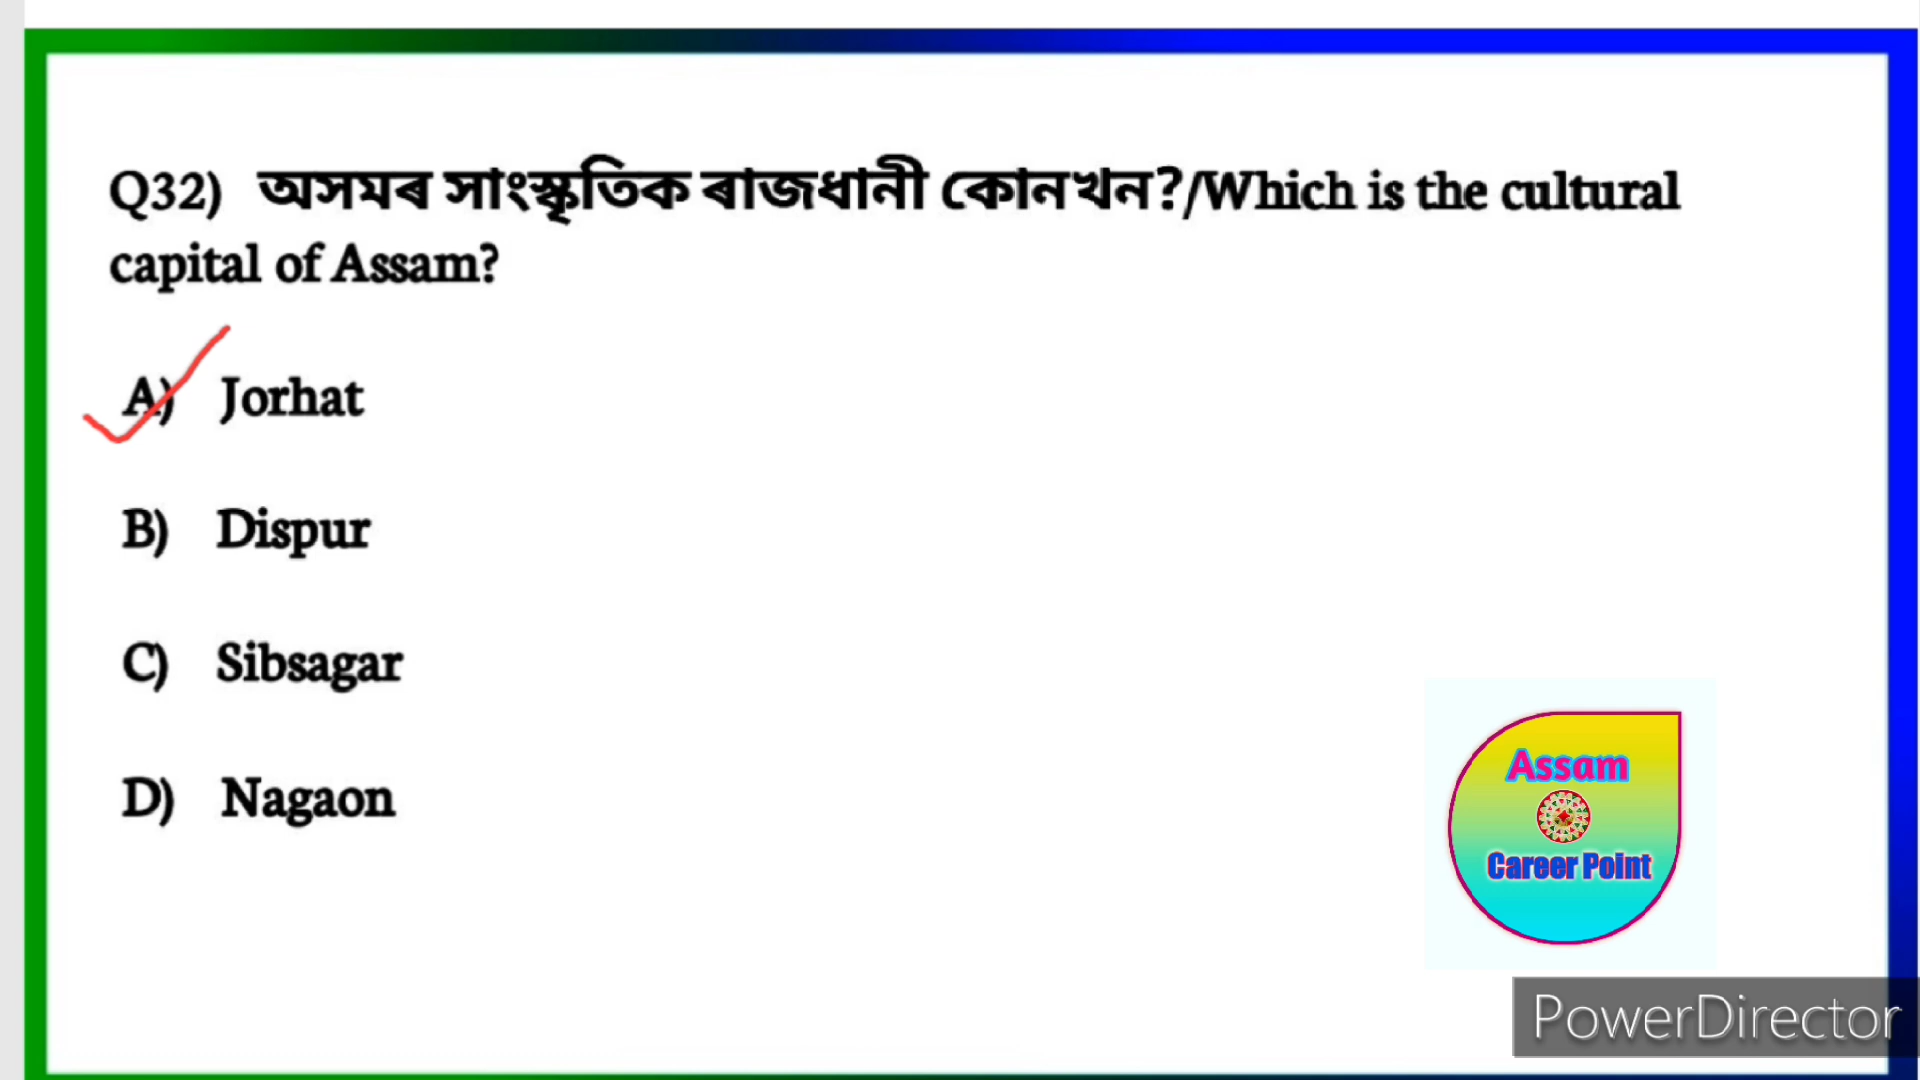 Q32) অসমৰ সাংস্কৃতিক ৰাজধানী কোনখন?/Which is the cultural
capital of Assam?
A) Jorhat
B) Dispur
C) Sibsagar
D) Nagaon
Assam
Career Point
PowerDirector